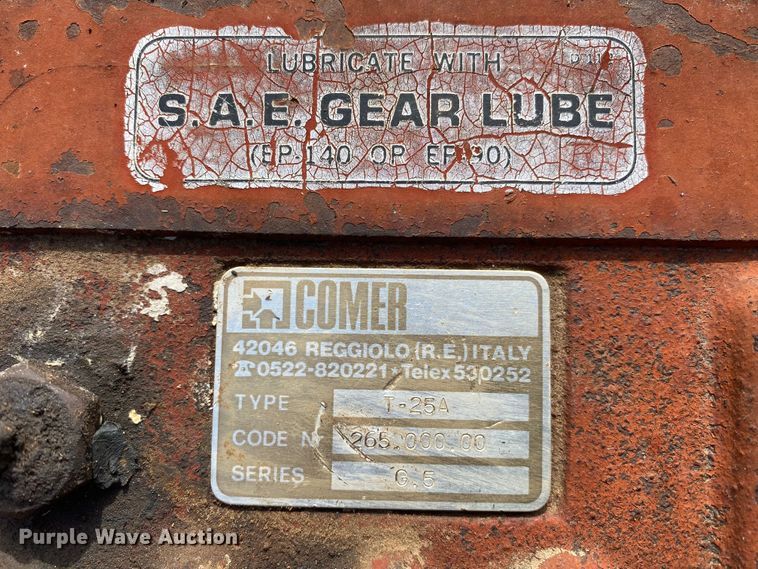 LUBRICATE WITH
S.A.E. GEAR LUBE
(EP-140 OR EP-90)
COMER
42046 REGGIOLO (R.E.) ITALY
☎0522-820221•Telex 530252
TYPE T-25A
CODE N° 265.000.00
SERIES G.5
Purple Wave Auction